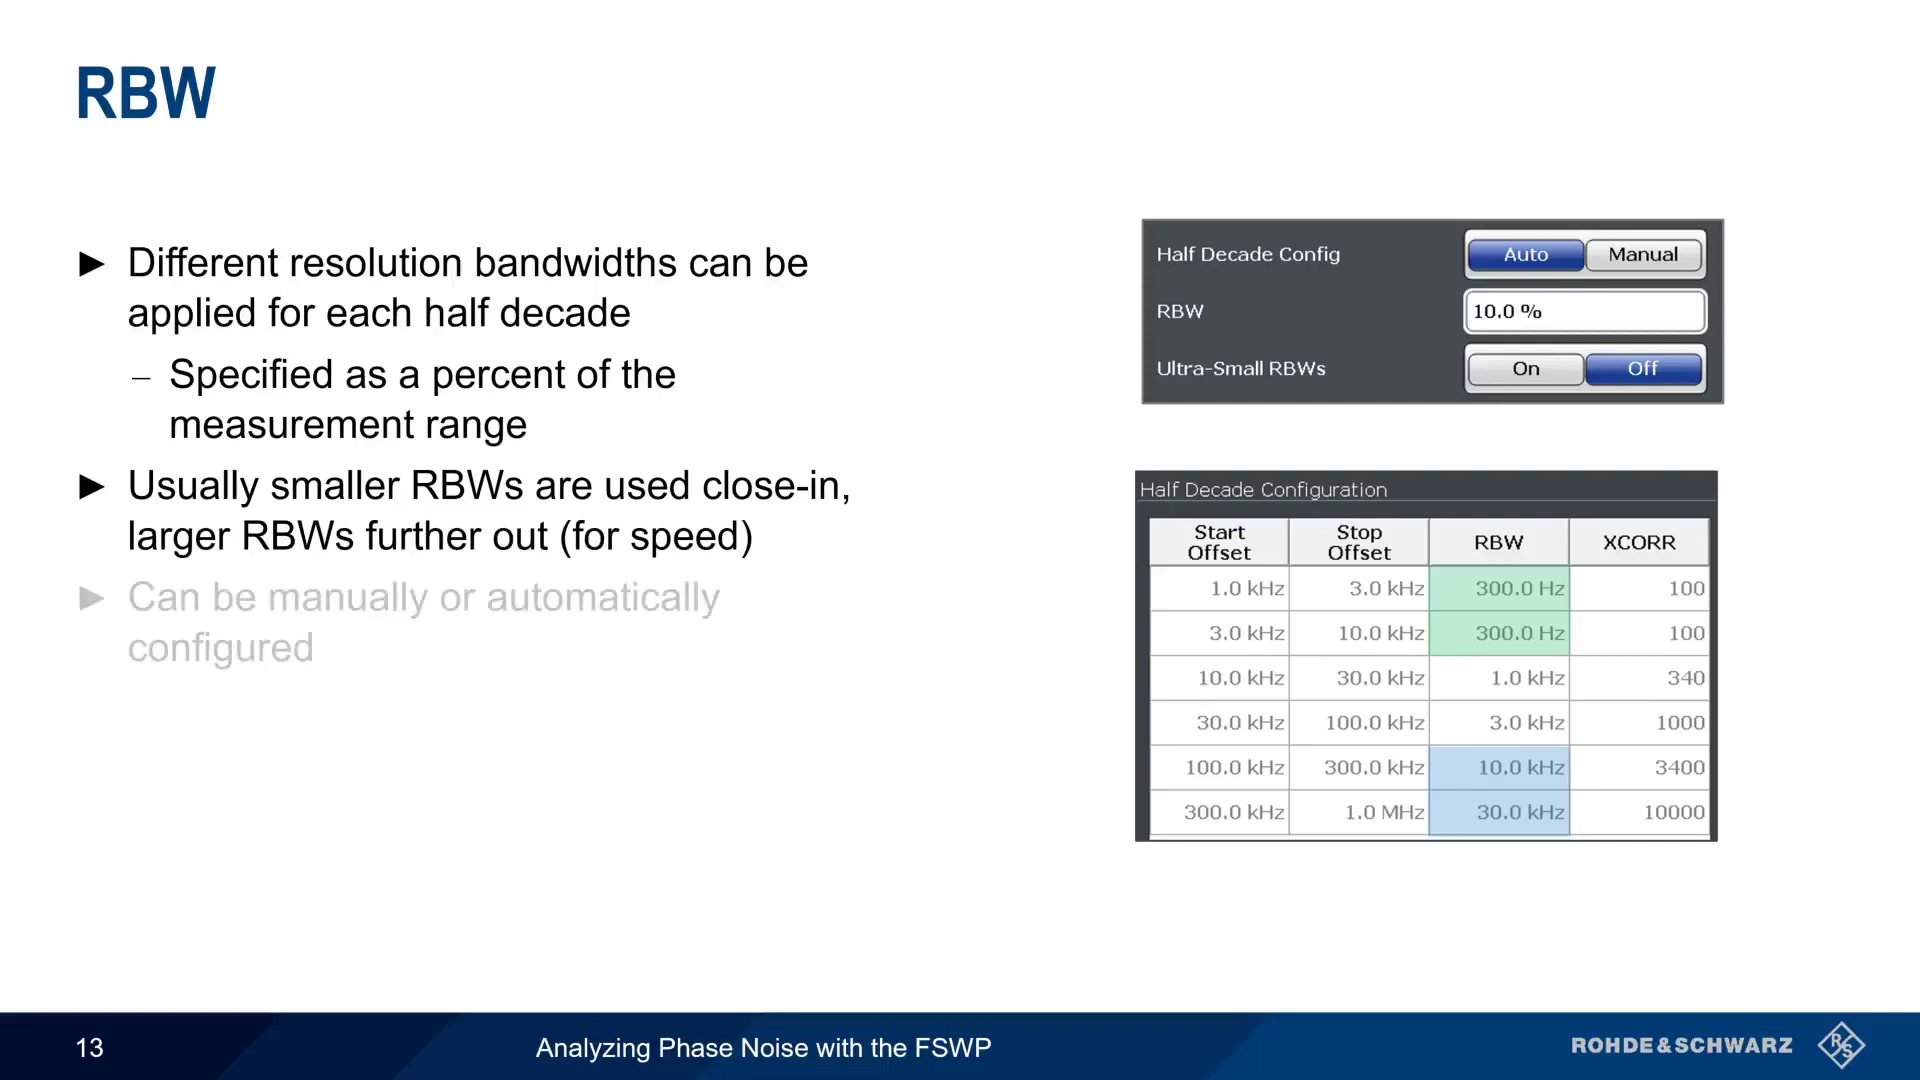 RBW
► Different resolution bandwidths can be
applied for each half decade
– Specified as a percent of the
measurement range
► Usually smaller RBWs are used close-in,
larger RBWs further out (for speed)
► Can be manually or automatically
configured
Half Decade Config Auto Manual
RBW 10.0 %
Ultra-Small RBWs On Off
Half Decade Configuration
Start Offset Stop Offset RBW XCORR
1.0 kHz 3.0 kHz 300.0 Hz 100
3.0 kHz 10.0 kHz 300.0 Hz 100
10.0 kHz 30.0 kHz 1.0 kHz 340
30.0 kHz 100.0 kHz 3.0 kHz 1000
100.0 kHz 300.0 kHz 10.0 kHz 3400
300.0 kHz 1.0 MHz 30.0 kHz 10000
13 Analyzing Phase Noise with the FSWP ROHDE&SCHWARZ RS